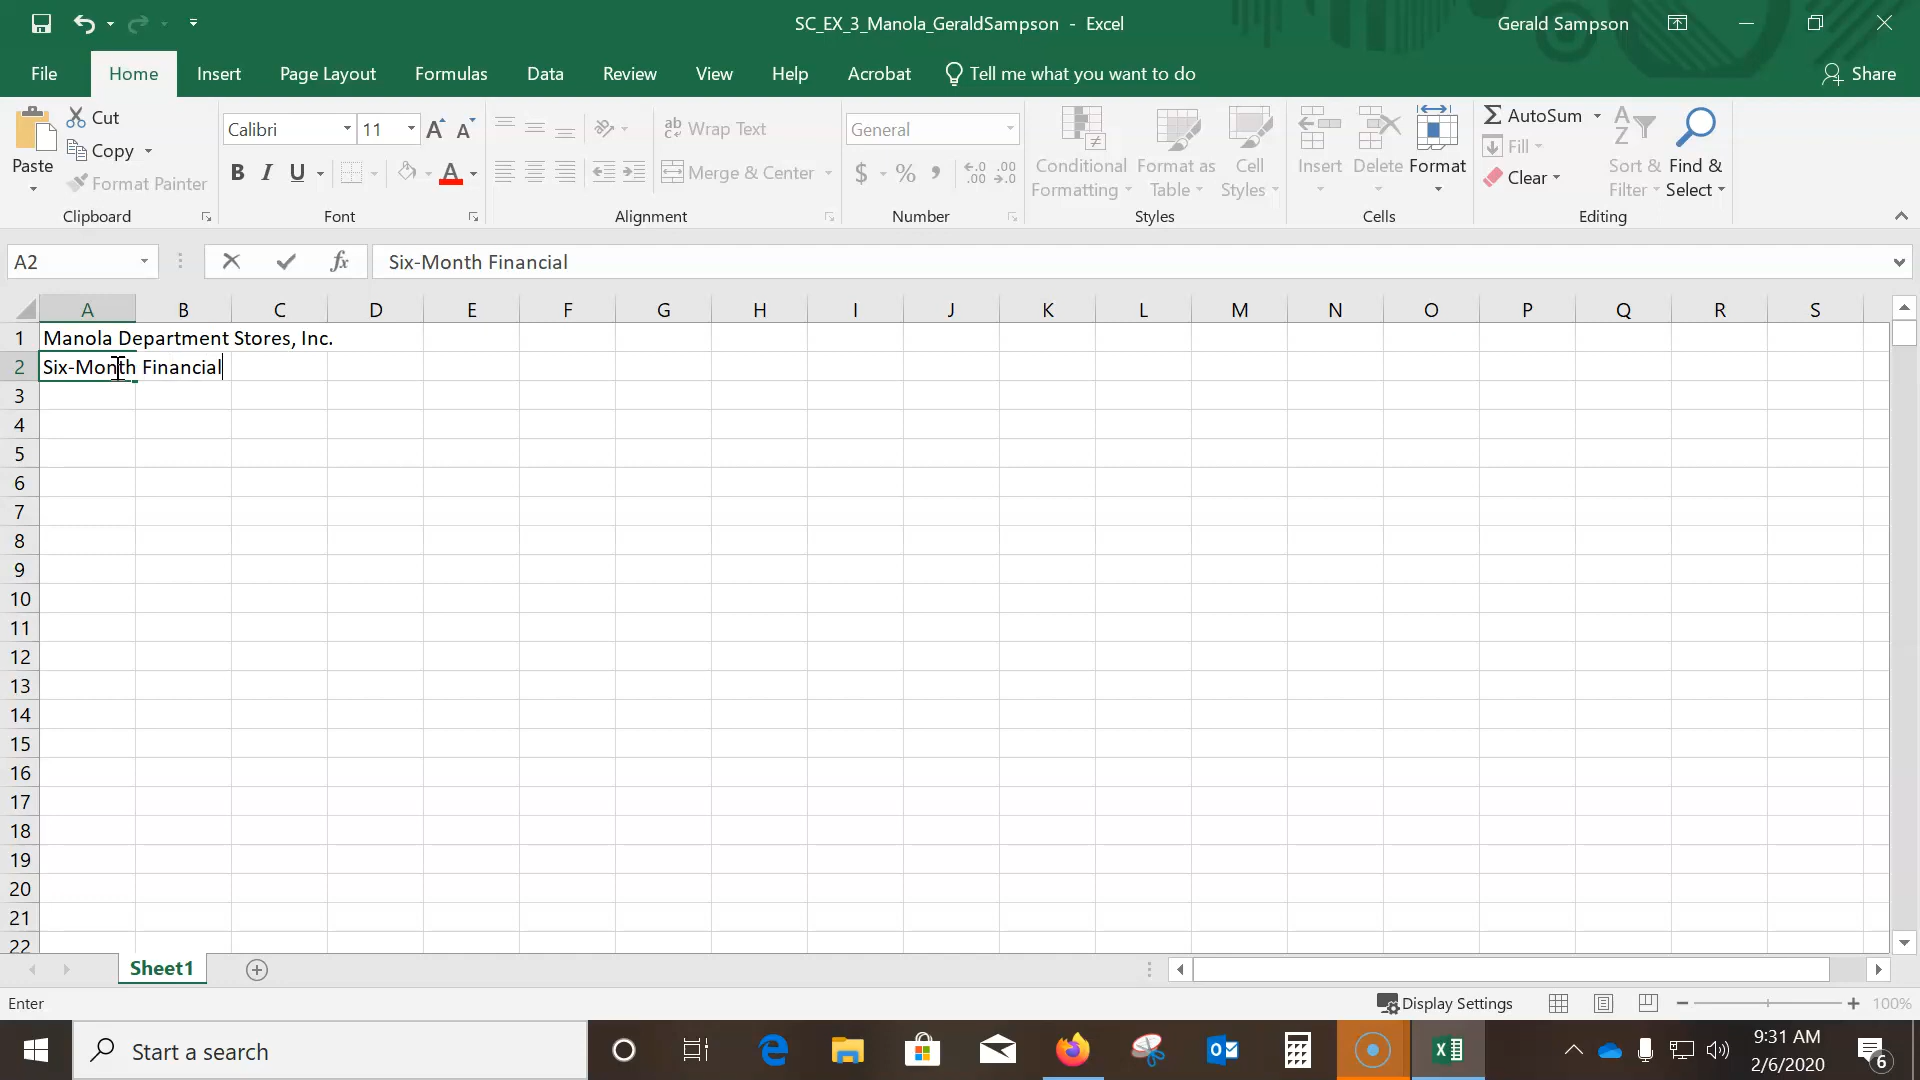 SC_EX_3_Manola_GeraldSampson - Excel
Gerald Sampson
File Home Insert Page Layout Formulas Data Review View Help Acrobat Tell me what you want to do Share
Paste
Cut
Copy
Format Painter
Clipboard
Calibri 11
B I U A
Font
ab Wrap Text
Merge & Center
Alignment
General
$ % , .00 .00
Number
Conditional Formatting
Format as Table
Cell Styles
Styles
Insert Delete Format
Cells
AutoSum
Fill
Clear
Sort & Filter
Find & Select
Editing
A2 fx Six-Month Financial
A B C D E F G H I J K L M N O P Q R S
1 Manola Department Stores, Inc.
2 Six-Month Financial
3
4
5
6
7
8
9
10
11
12
13
14
15
16
17
18
19
20
21
22
Sheet1
Enter Display Settings 100%
Start a search
9:31 AM
2/6/2020
6